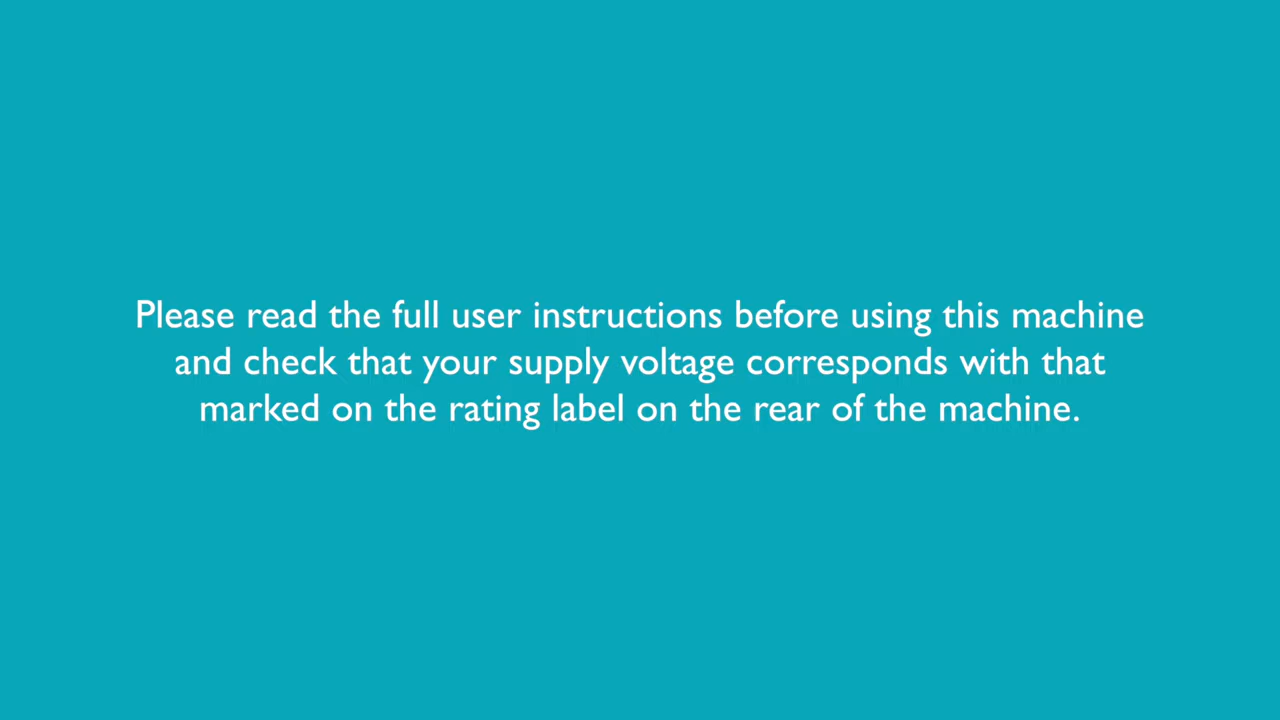 Please read the full user instructions before using this machine
and check that your supply voltage corresponds with that
marked on the rating label on the rear of the machine.